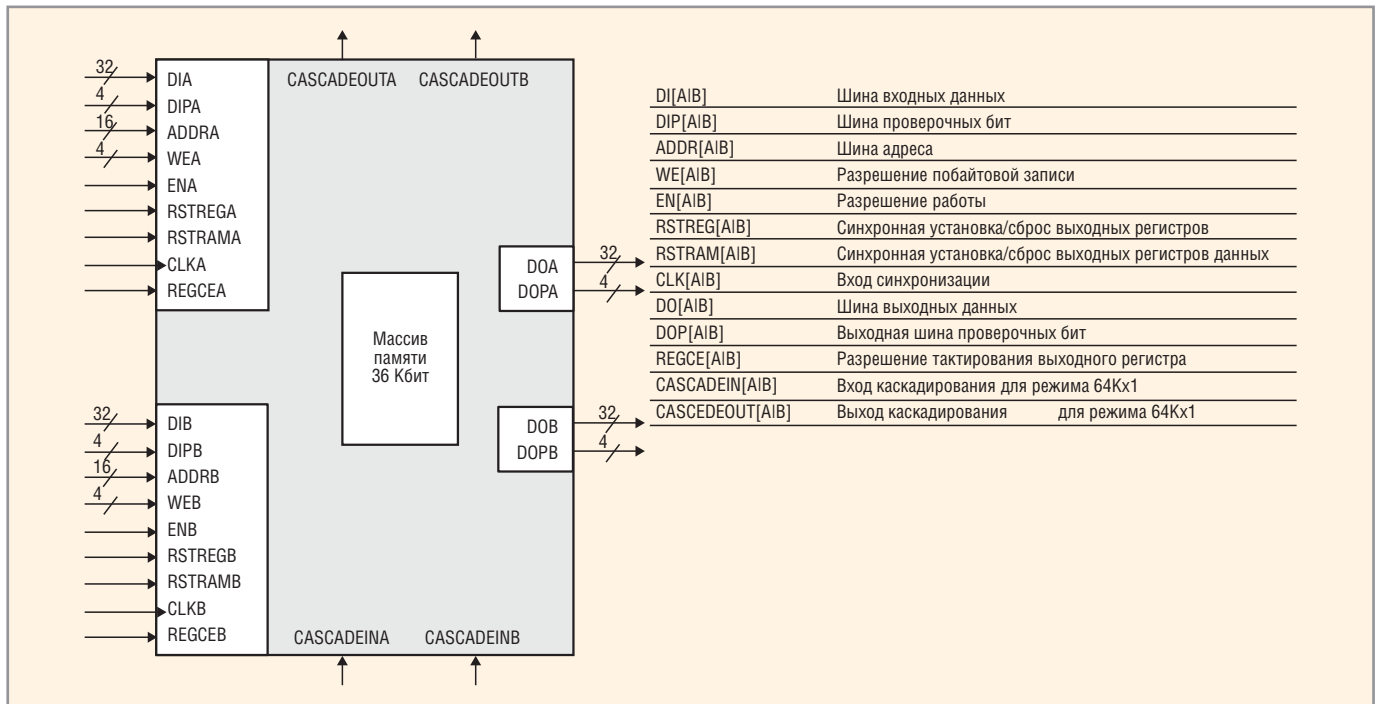 CASCADEOUTA CASCADEOUTB
32 DIA
4 DIPA
16 ADDRA
4 WEA
ENA
RSTREGA
RSTRAMA
CLKA
REGCEA
DOA 32
DOPA 4
Массив
памяти
36 Кбит
32 DIB
4 DIPB
16 ADDRB
4 WEB
ENB
RSTREGB
RSTRAMB
CLKB
REGCEB
DOB 32
DOPB 4
CASCADEINA CASCADEINB
DI[A|B] Шина входных данных
DIP[A|B] Шина проверочных бит
ADDR[A|B] Шина адреса
WE[A|B] Разрешение побайтовой записи
EN[A|B] Разрешение работы
RSTREG[A|B] Синхронная установка/сброс выходных регистров
RSTRAM[A|B] Синхронная установка/сброс выходных регистров данных
CLK[A|B] Вход синхронизации
DO[A|B] Шина выходных данных
DOP[A|B] Выходная шина проверочных бит
REGCE[A|B] Разрешение тактирования выходного регистра
CASCADEIN[A|B] Вход каскадирования для режима 64Кx1
CASCEDEOUT[A|B] Выход каскадирования для режима 64Кx1